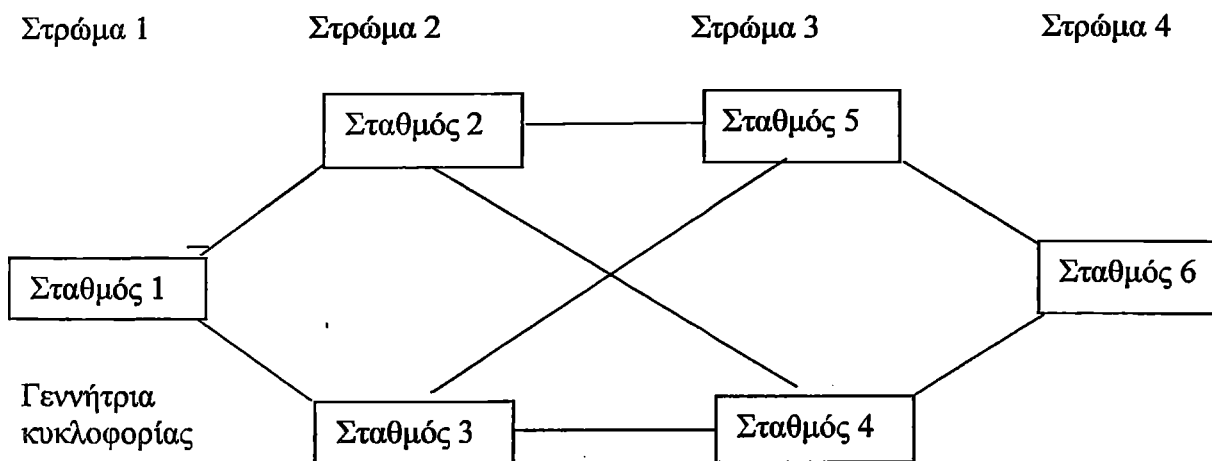 Στρώμα 1 Στρώμα 2 Στρώμα 3 Στρώμα 4
Σταθμός 2 Σταθμός 5
Σταθμός 1 Σταθμός 6
Γεννήτρια
κυκλοφορίας
Σταθμός 3 Σταθμός 4